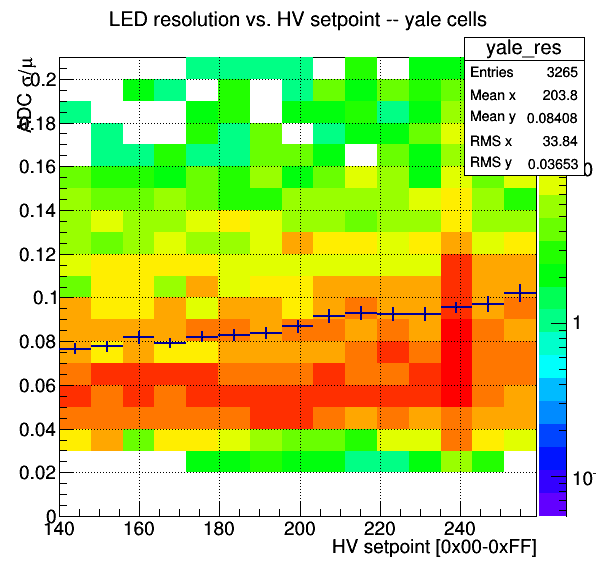 LED resolution vs. HV setpoint -- yale cells
yale_res
Entries 3265
Mean x 203.8
Mean y 0.08408
RMS x 33.84
RMS y 0.03653
ADC σ/μ
0.2
0.18
0.16
0.14
0.12
0.1
0.08
0.06
0.04
0.02
0
140 160 180 200 220 240
HV setpoint [0x00-0xFF]
0
1
10